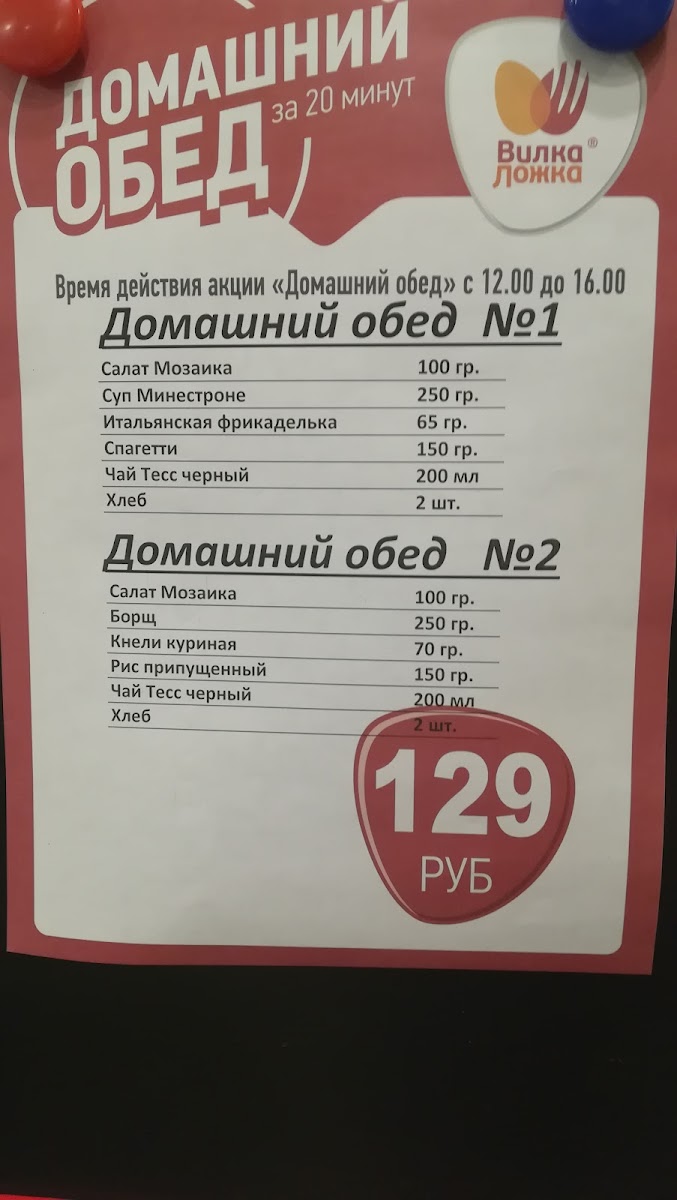 ДОМАШНИЙ
ОБЕД
за 20 минут
Вилка ®
Ложка
Время действия акции «Домашний обед» с 12.00 до 16.00
Домашний обед №1
Салат Мозаика 100 гр.
Суп Минестроне 250 гр.
Итальянская фрикаделька 65 гр.
Спагетти 150 гр.
Чай Тесс черный 200 мл
Хлеб 2 шт.
Домашний обед №2
Салат Мозаика 100 гр.
Борщ 250 гр.
Кнели куриная 70 гр.
Рис припущенный 150 гр.
Чай Тесс черный 200 мл
Хлеб 2 шт.
129
РУБ